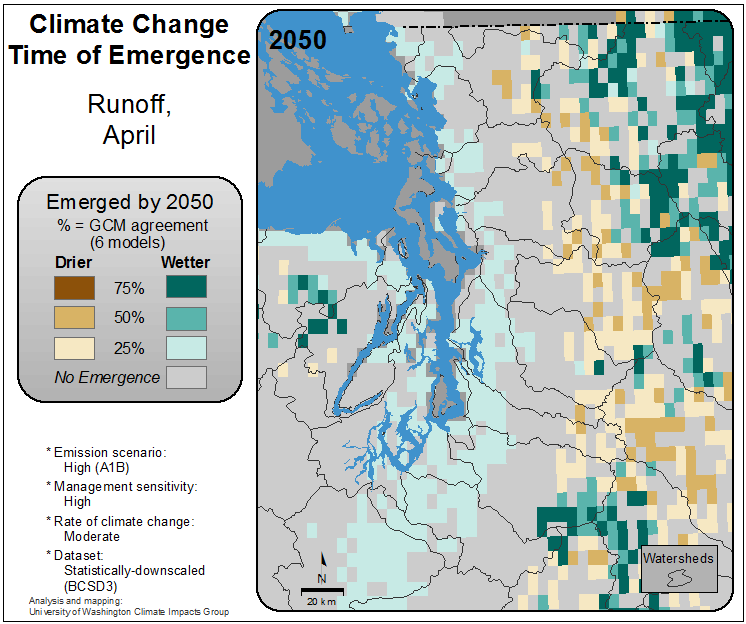 Climate Change
Time of Emergence
Runoff,
April
Emerged by 2050
% = GCM agreement
(6 models)
Drier Wetter
75%
50%
25%
No Emergence
* Emission scenario:
High (A1B)
* Management sensitivity:
High
* Rate of climate change:
Moderate
* Dataset:
Statistically-downscaled
(BCSD3)
Analysis and mapping:
University of Washington Climate Impacts Group
2050
N
20 km
Watersheds